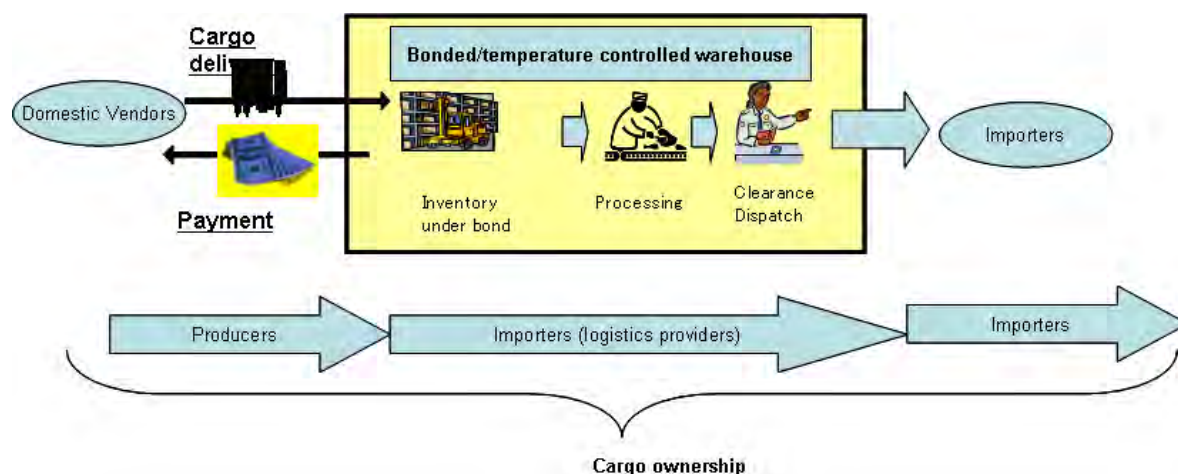 Cargo
Bonded/temperature controlled warehouse
Domestic Vendors
Importers
Payment
Inventory
under bond
Processing
Clearance
Dispatch
Producers
Importers (logistics providers)
Importers
Cargo ownership